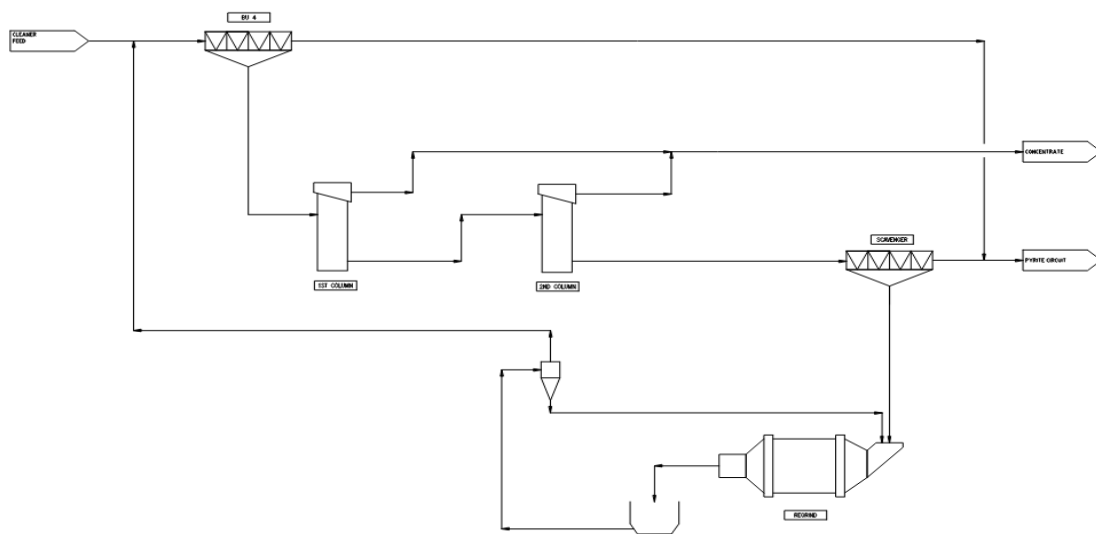 BU 4
CLEANER
FEED
CONCENTRATE
SCAVENGER
PYRITE CIRCUIT
1ST COLUMN
2ND COLUMN
REGRIND